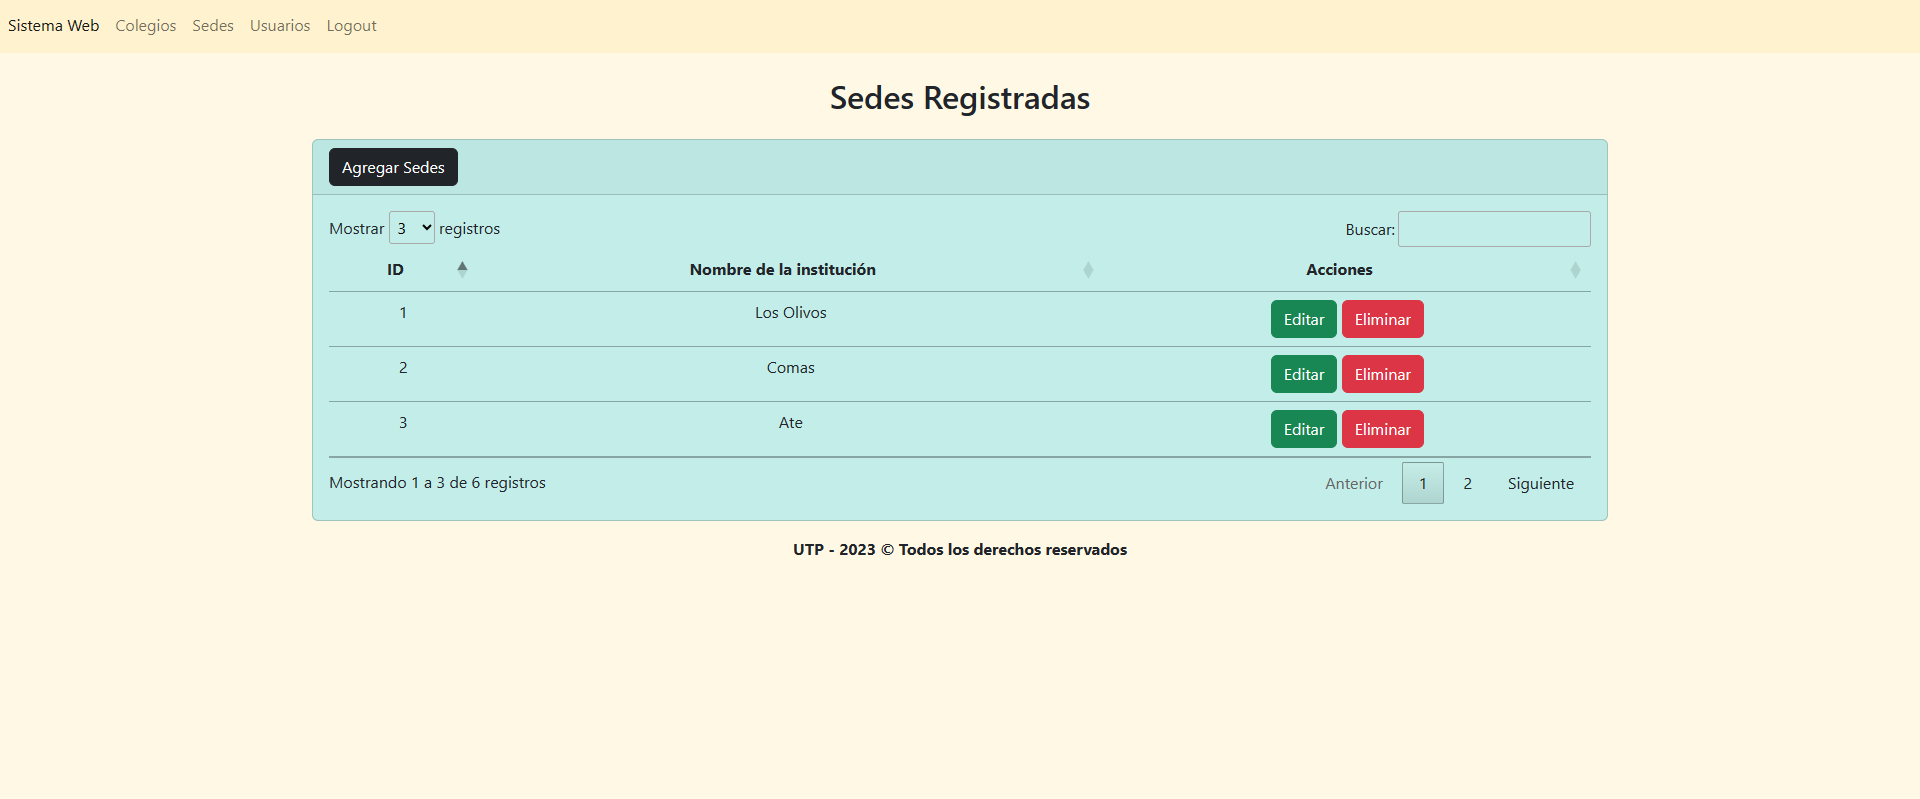 Sistema Web Colegios Sedes Usuarios Logout
Sedes Registradas
Agregar Sedes
Mostrar 3 registros Buscar:
ID Nombre de la institución Acciones
1 Los Olivos Editar Eliminar
2 Comas Editar Eliminar
3 Ate Editar Eliminar
Mostrando 1 a 3 de 6 registros Anterior 1 2 Siguiente
UTP - 2023 © Todos los derechos reservados